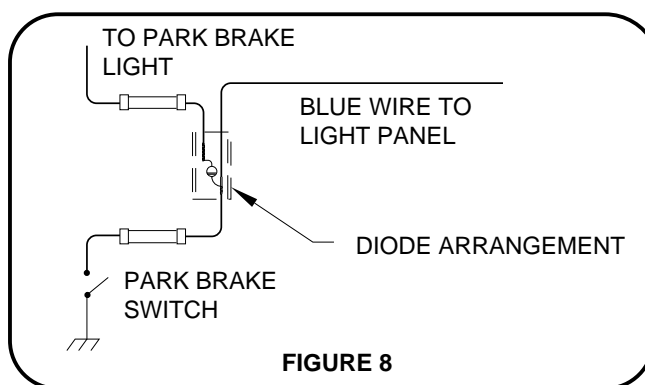 TO PARK BRAKE
LIGHT
BLUE WIRE TO
LIGHT PANEL
DIODE ARRANGEMENT
PARK BRAKE
SWITCH
FIGURE 8